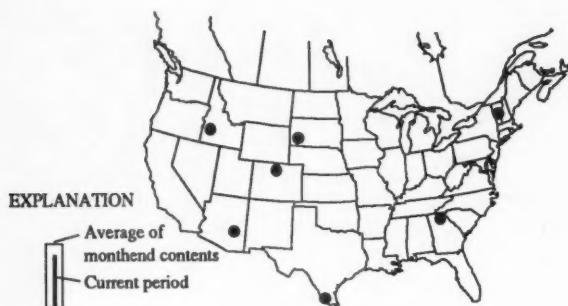 EXPLANATION
Average of
monthend contents
Current period